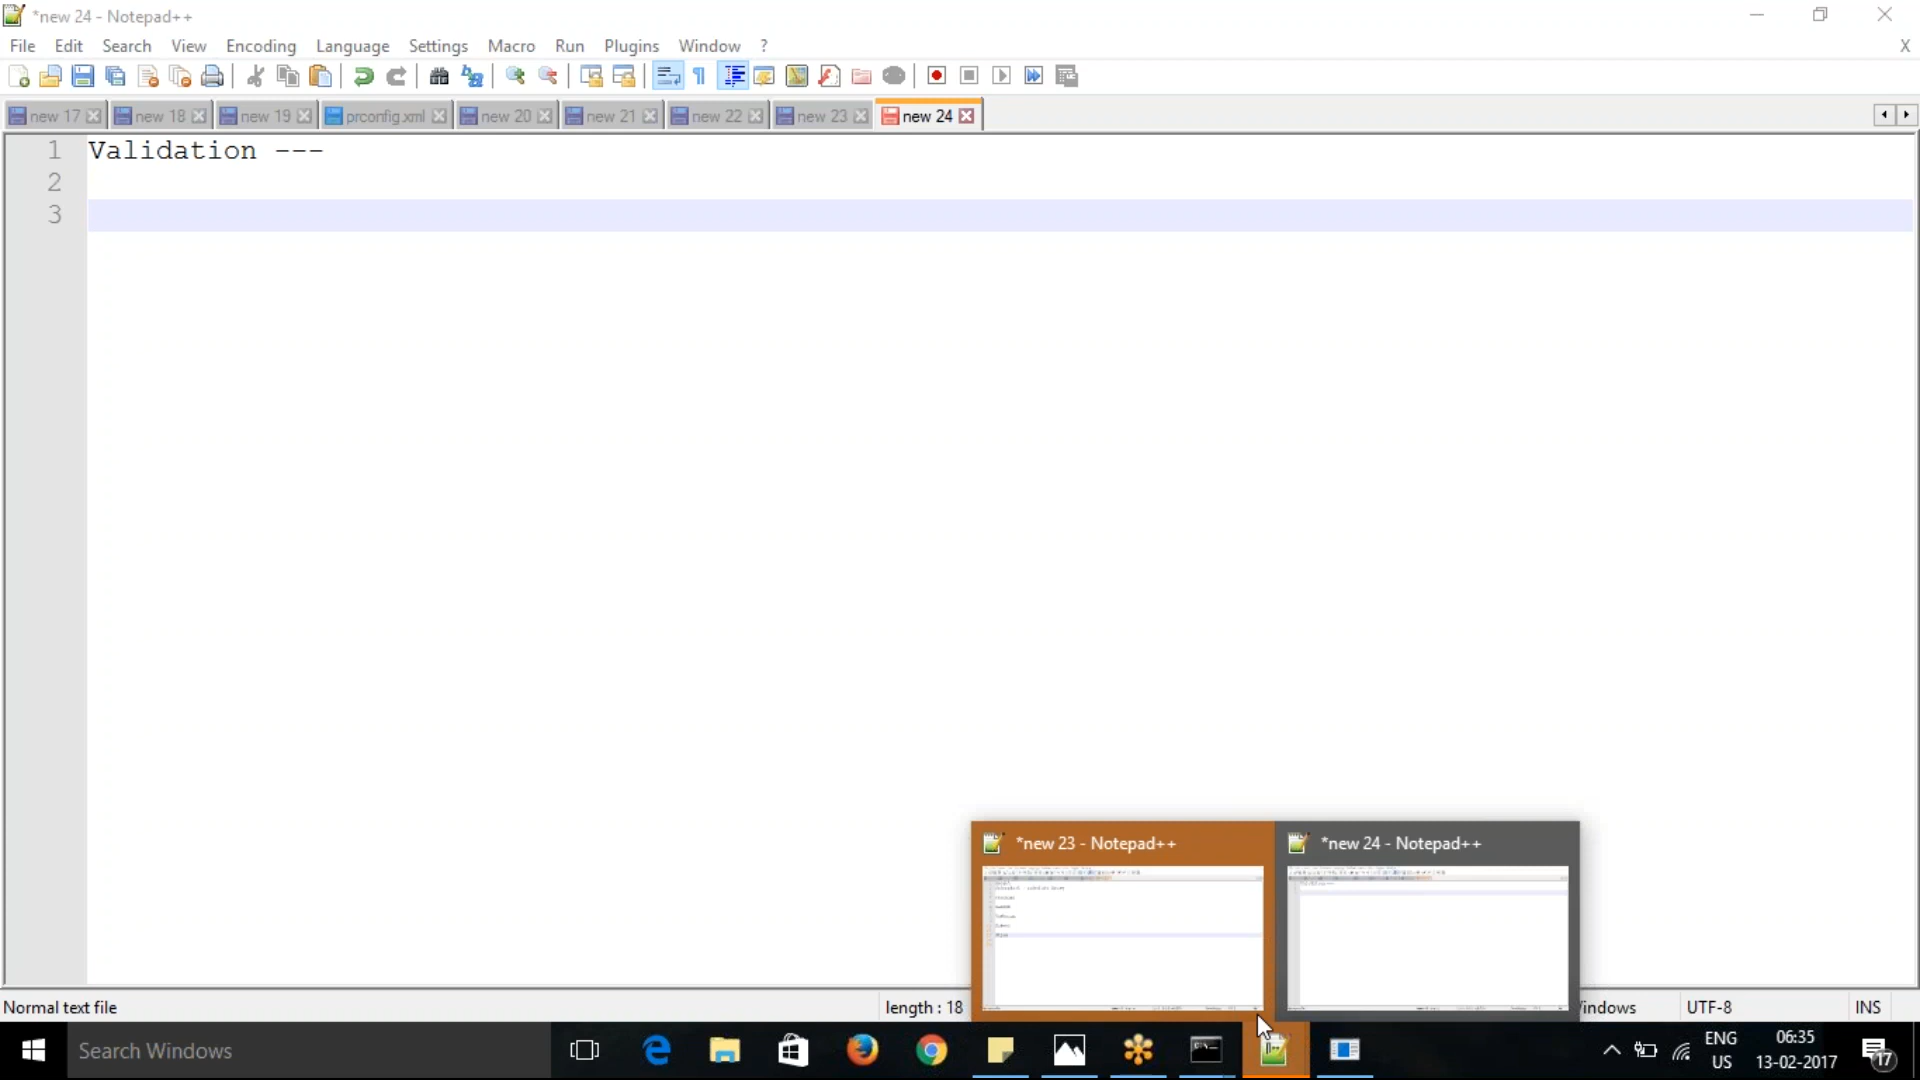 *new 24 - Notepad++
File Edit Search View Encoding Language Settings Macro Run Plugins Window ? X
new 17 new 18 new 19 prconfig.xml new 20 new 21 new 22 new 23 new 24
1 Validation ---
2
3
*new 23 - Notepad++ *new 24 - Notepad++
Normal text file length : 18 indows UTF-8 INS
Search Windows
ENG 06:35
US 13-02-2017 17